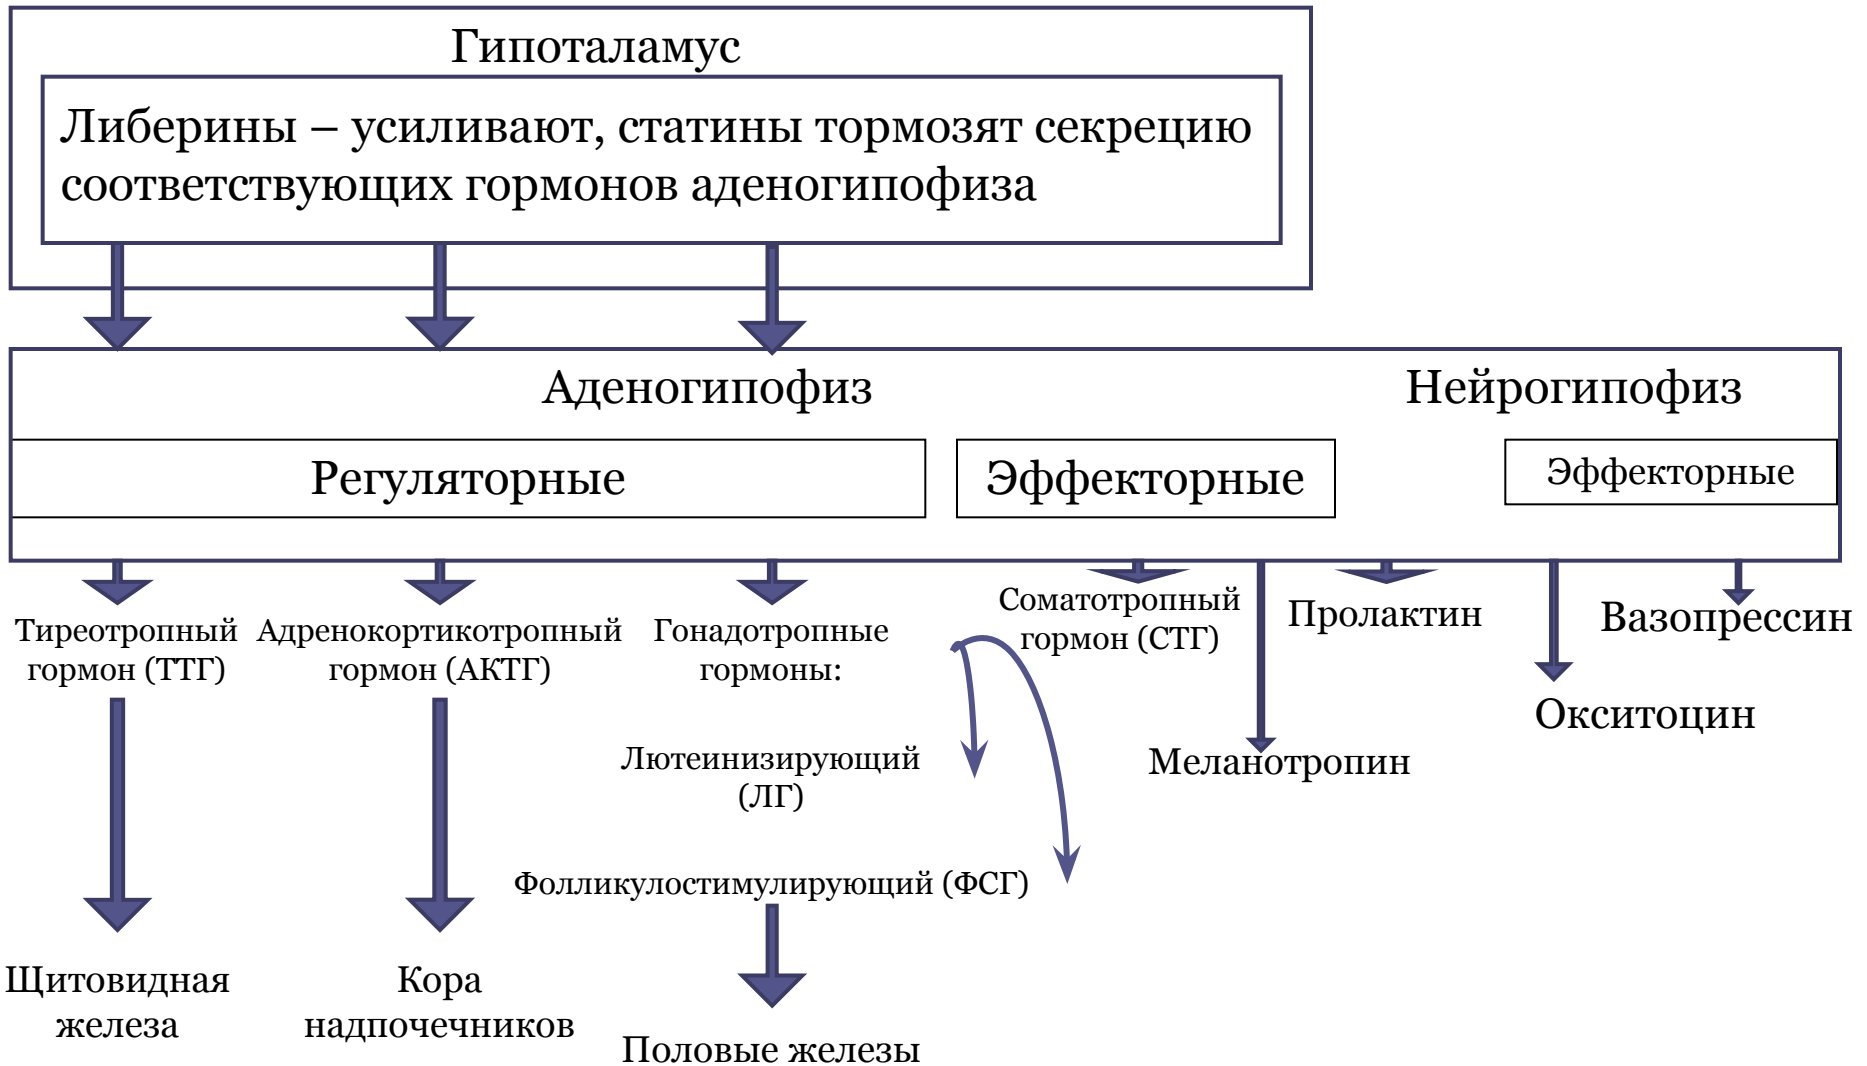 Гипоталамус
Либерины – усиливают, статины тормозят секрецию
соответствующих гормонов аденогипофиза
Аденогипофиз
Нейрогипофиз
Регуляторные
Эффекторные
Эффекторные
Тиреотропный
гормон (ТТГ)
Адренокортикотропный
гормон (АКТГ)
Гонадотропные
гормоны:
Соматотропный
гормон (СТГ)
Пролактин
Вазопрессин
Окситоцин
Лютеинизирующий
(ЛГ)
Меланотропин
Фолликулостимулирующий (ФСГ)
Щитовидная
железа
Кора
надпочечников
Половые железы